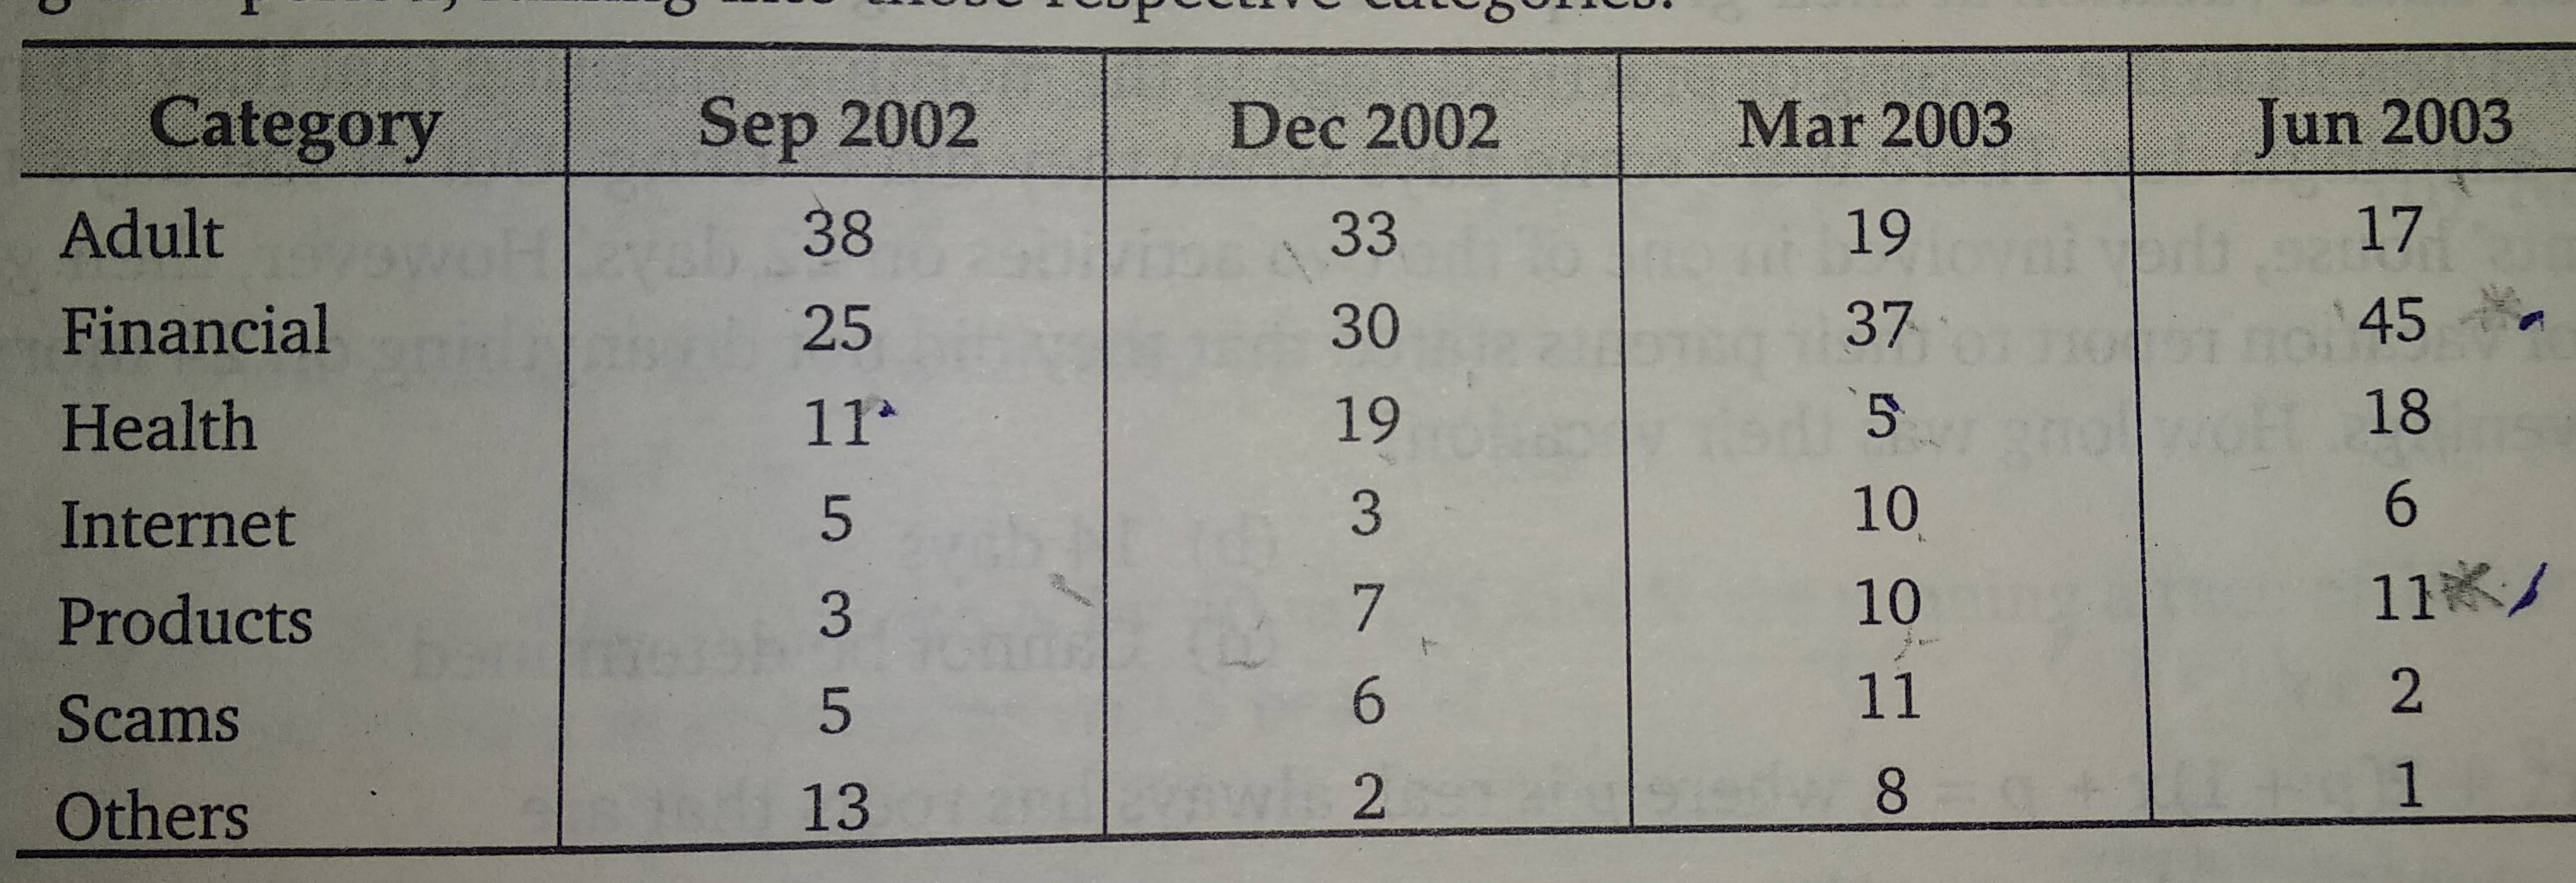 into those respective categories.
Category Sep 2002 Dec 2002 Mar 2003 Jun 2003
Adult 38 33 19 17
Financial 25 30 37 45
Health 11 19 5 18
Internet 5 3 10 6
Products 3 7 10 11
Scams 5 6 11 2
Others 13 2 8 1